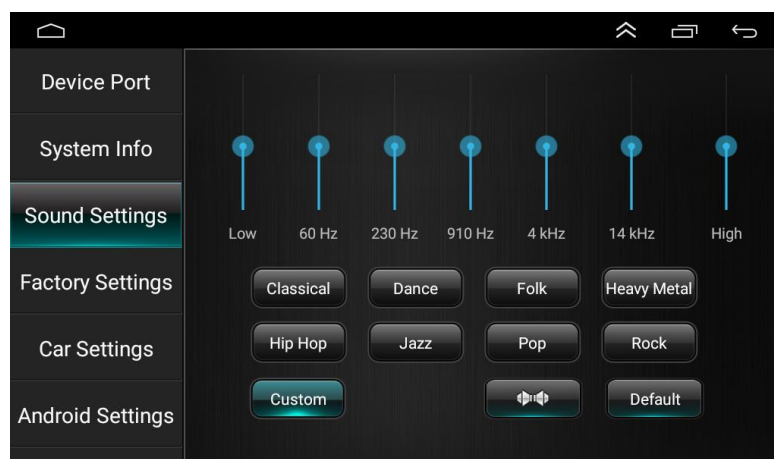 Device Port
System Info
Sound Settings
Factory Settings
Car Settings
Android Settings
Low 60 Hz 230 Hz 910 Hz 4 kHz 14 kHz High
Classical Dance Folk Heavy Metal
Hip Hop Jazz Pop Rock
Custom Default